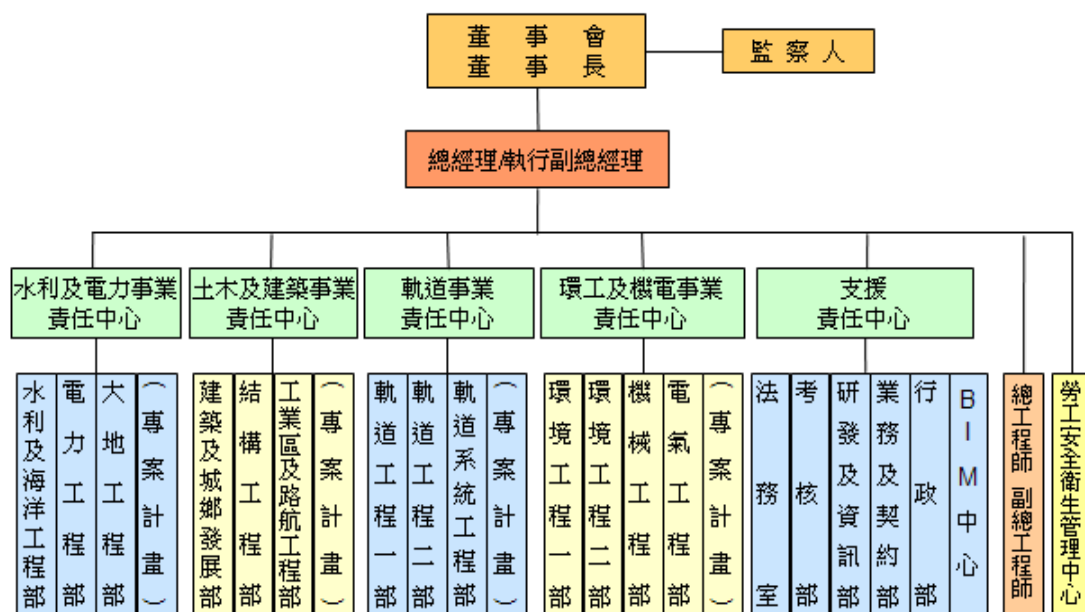 董事會
董事長
監察人
總經理/執行副總經理
水利及電力事業
責任中心
土木及建築事業
責任中心
軌道事業
責任中心
環工及機電事業
責任中心
支援
責任中心
水利及海洋工程部
電力工程部
大地工程部
（專案計畫）
建築及城鄉發展部
結構工程部
工業區及路航工程部
（專案計畫）
軌道工程一部
軌道工程二部
軌道系統工程部
（專案計畫）
環境工程一部
環境工程二部
機械工程部
電氣工程部
（專案計畫）
法務室
考核部
研發及資訊部
業務及契約部
行政部
BIM中心
總工程師 副總工程師
勞工安全衛生管理中心